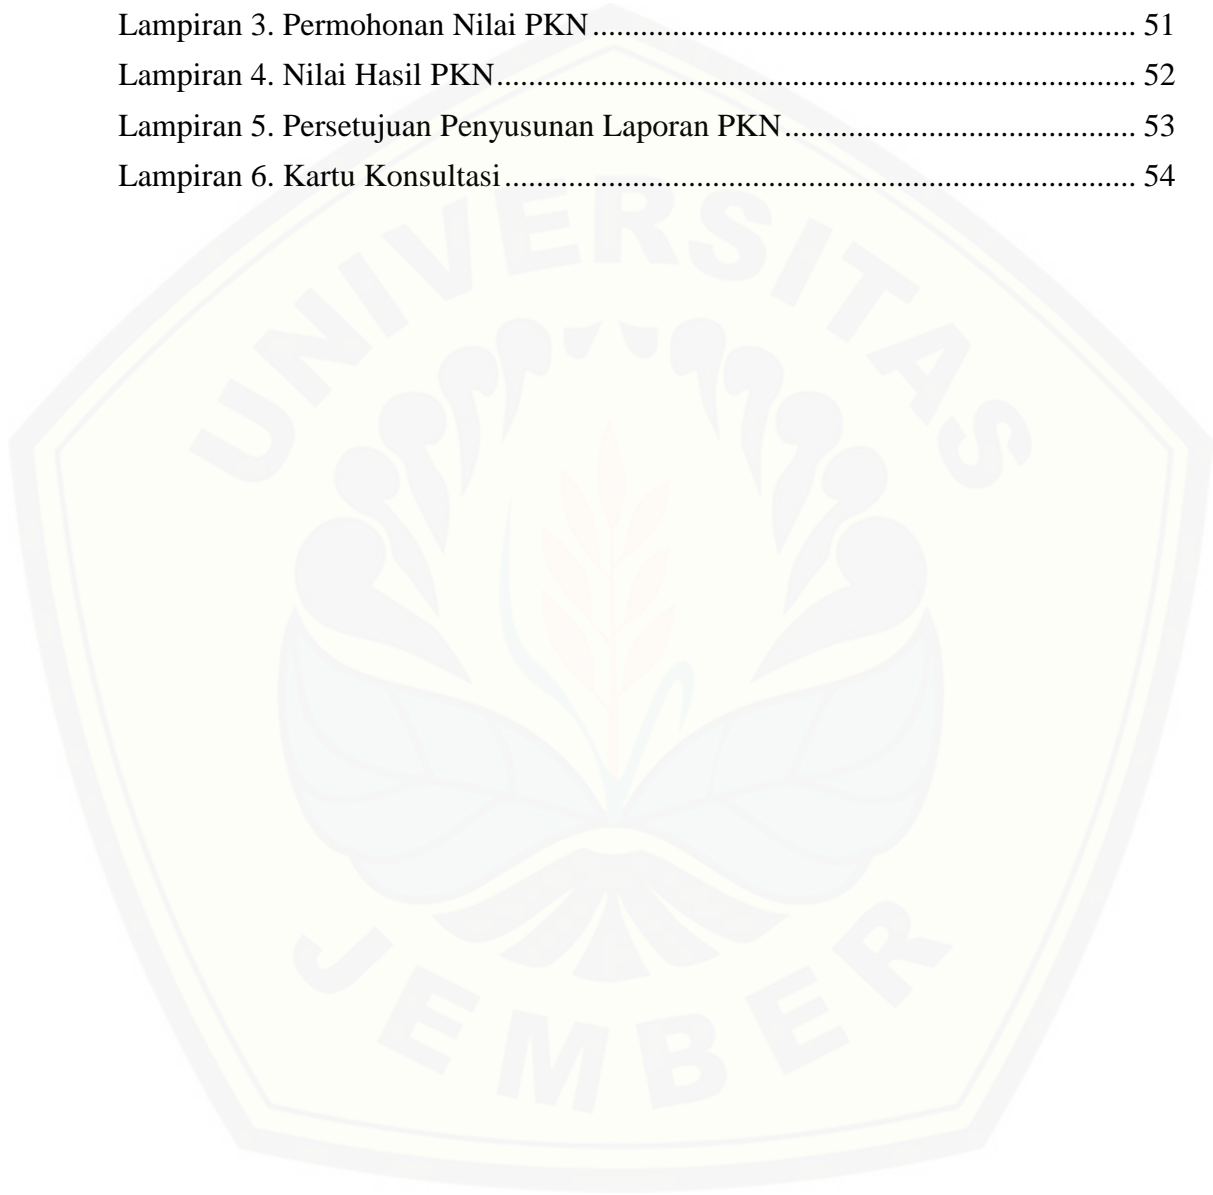 Lampiran 3. Permohonan Nilai PKN.................................................................... 51
Lampiran 4. Nilai Hasil PKN................................................................................ 52
Lampiran 5. Persetujuan Penyusunan Laporan PKN............................................ 53
Lampiran 6. Kartu Konsultasi............................................................................... 54
UNIVERSITAS
JEMBER